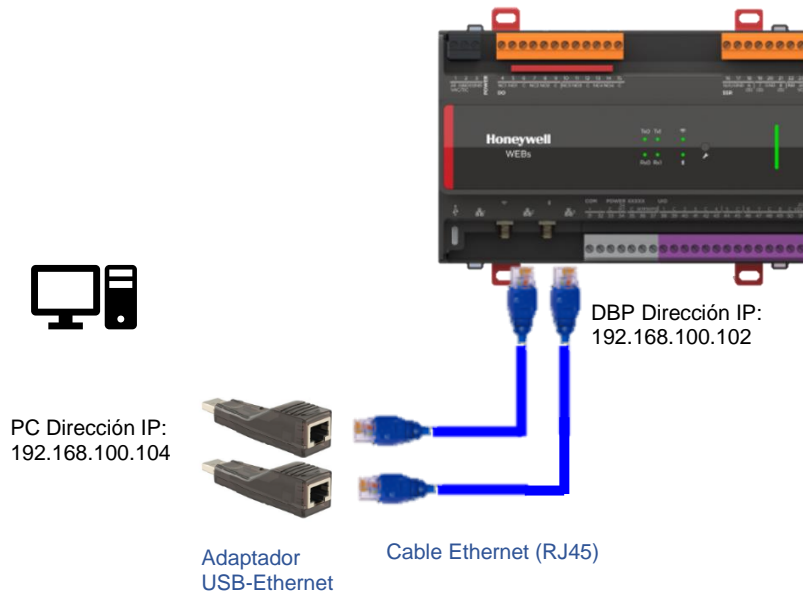 Honeywell
WEBs
DBP Dirección IP:
192.168.100.102
PC Dirección IP:
192.168.100.104
Adaptador
USB-Ethernet
Cable Ethernet (RJ45)